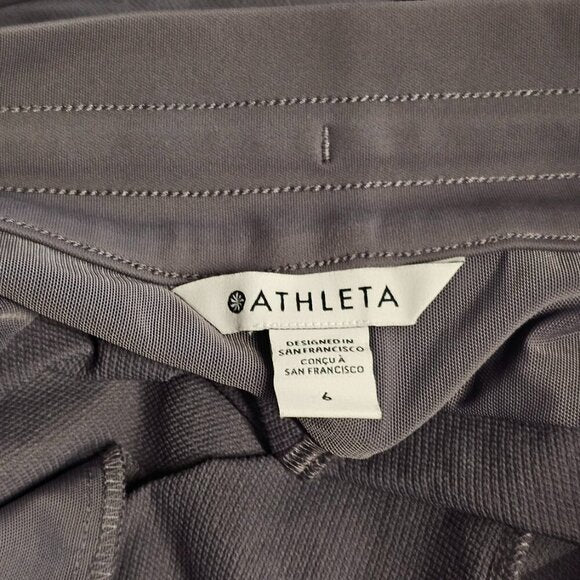 ATHLETA
DESIGNED IN
SAN FRANCISCO
CONÇU À
SAN FRANCISCO
6